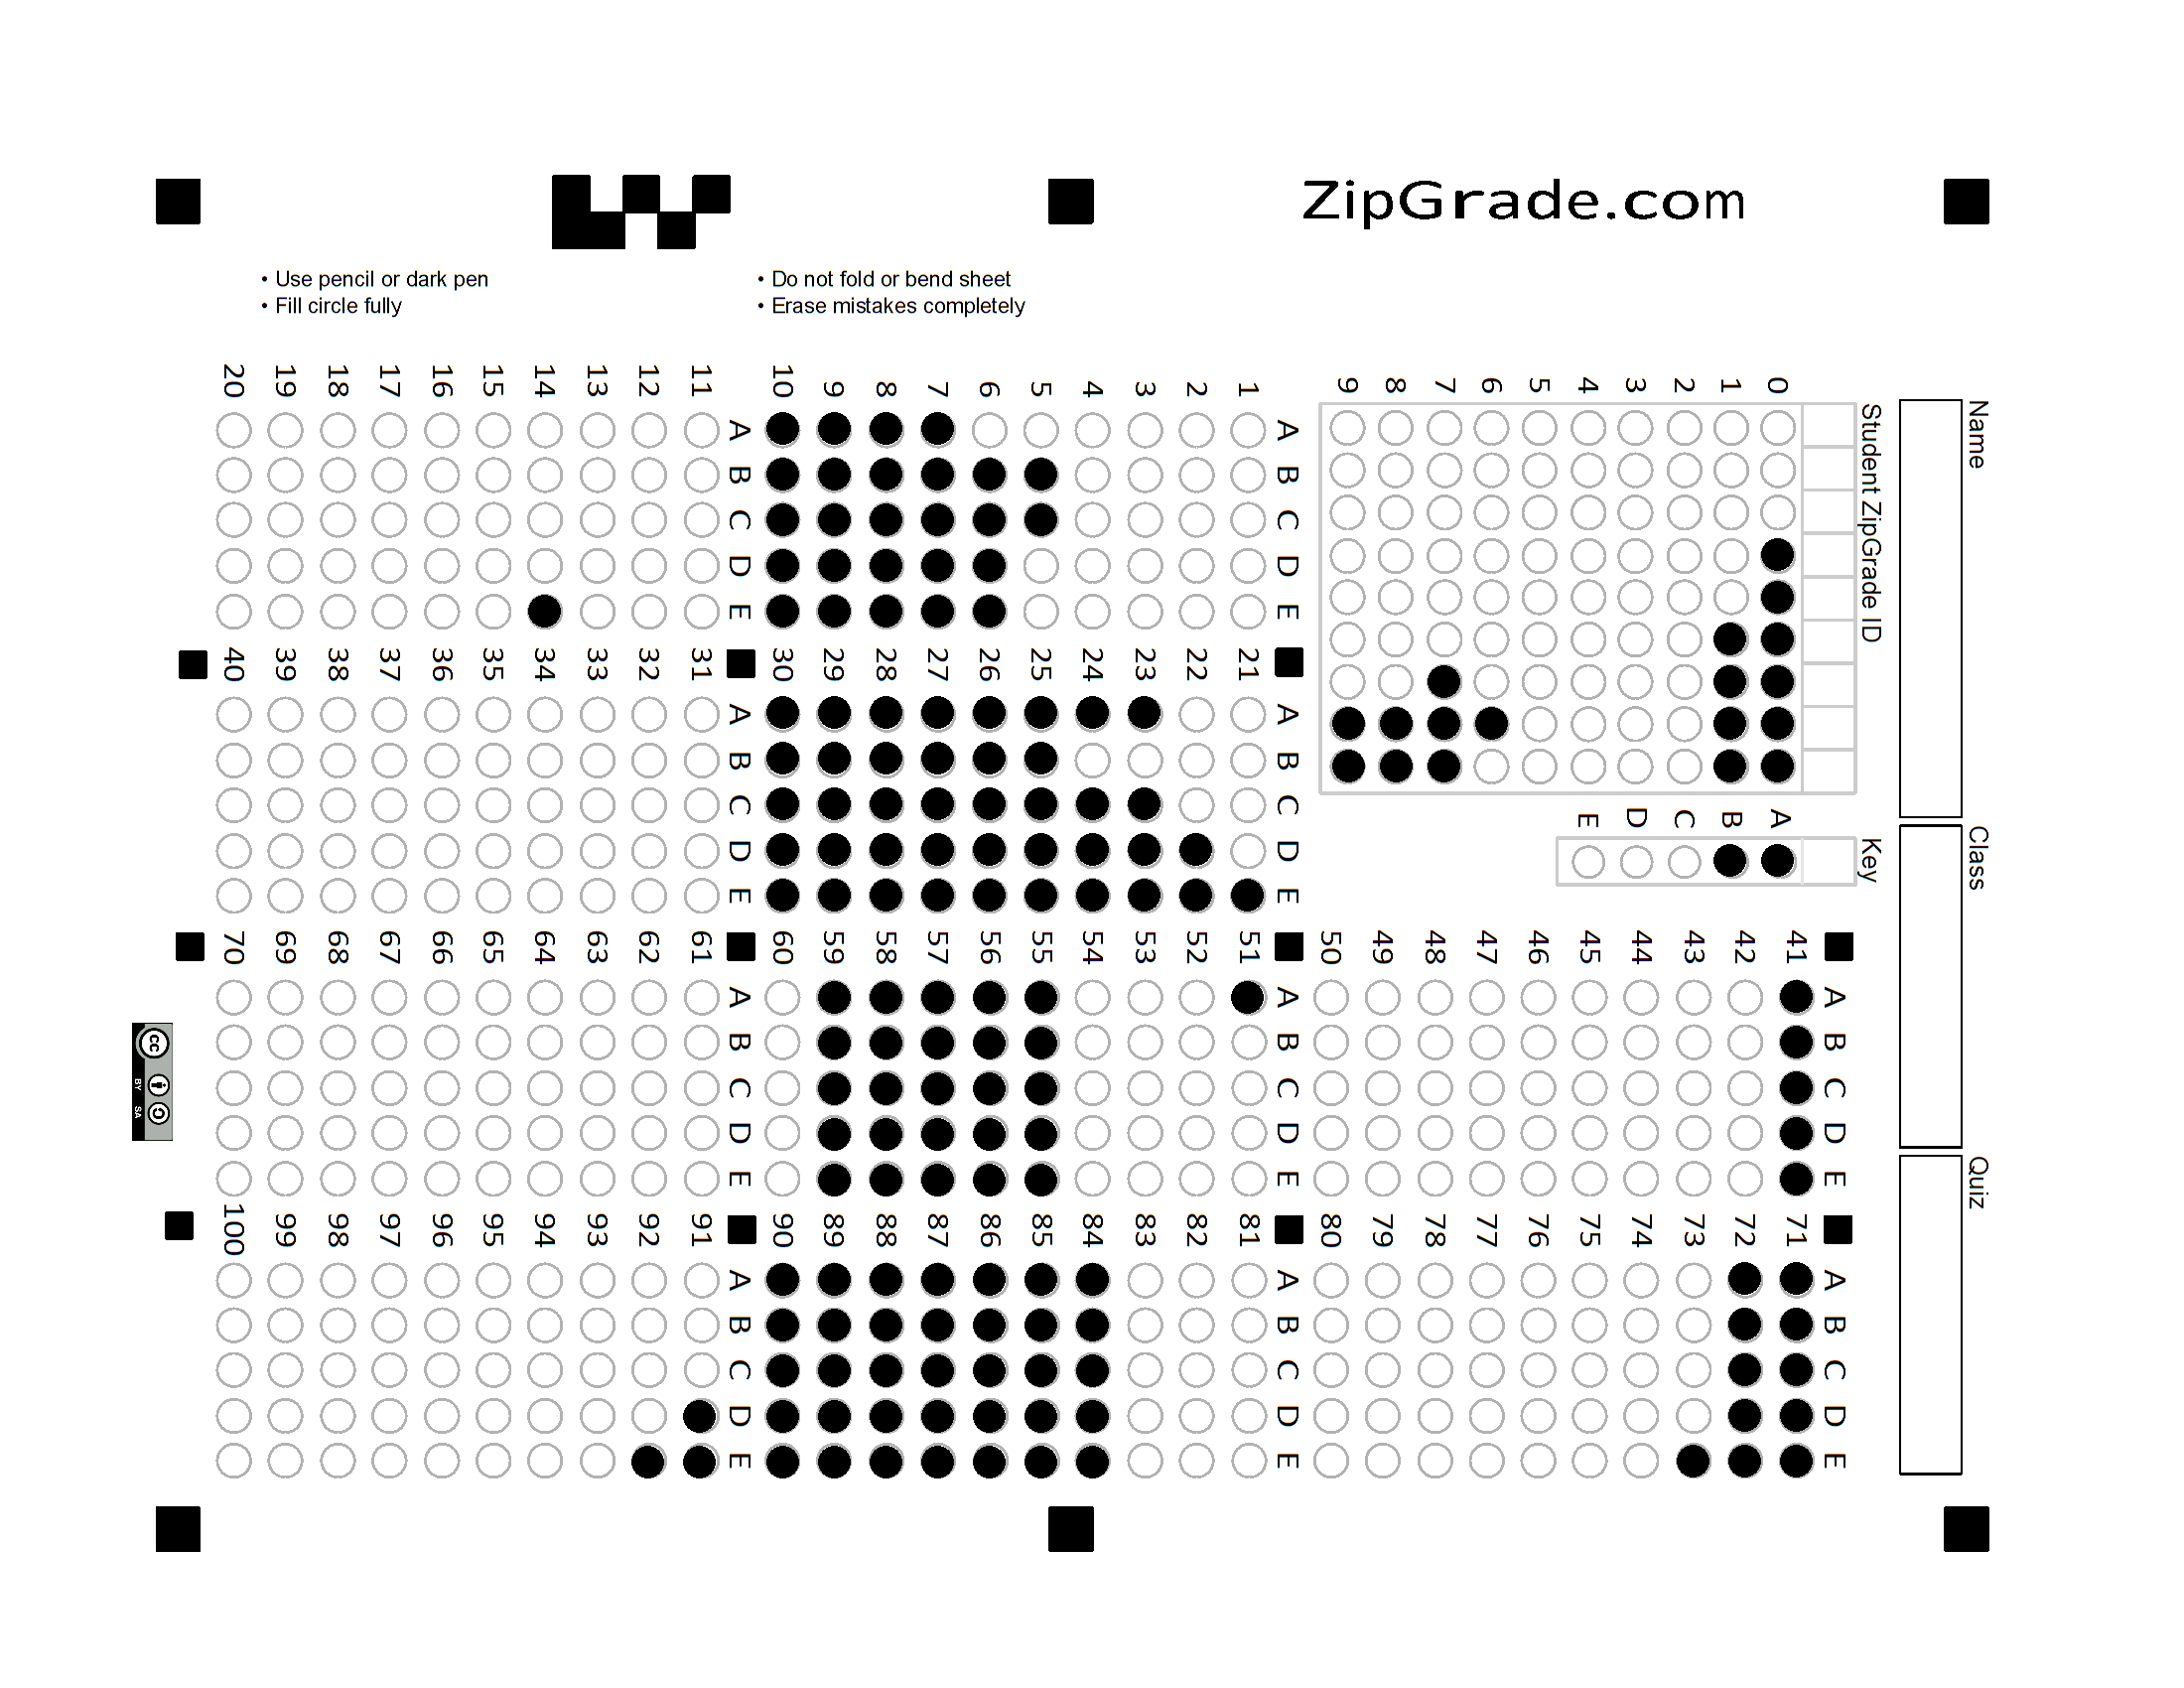 ZipGrade.com
• Use pencil or dark pen
• Fill circle fully
• Do not fold or bend sheet
• Erase mistakes completely
Name
Class
Quiz
Student ZipGrade ID
0 1 2 3 4 5 6 7 8 9
Key
A B C D E
1 2 3 4 5 6 7 8 9 10
A B C D E
11 12 13 14 15 16 17 18 19 20
A B C D E
21 22 23 24 25 26 27 28 29 30
A B C D E
31 32 33 34 35 36 37 38 39 40
A B C D E
41 42 43 44 45 46 47 48 49 50
A B C D E
51 52 53 54 55 56 57 58 59 60
A B C D E
61 62 63 64 65 66 67 68 69 70
A B C D E
71 72 73 74 75 76 77 78 79 80
A B C D E
81 82 83 84 85 86 87 88 89 90
A B C D E
91 92 93 94 95 96 97 98 99 100
A B C D E
cc
BY SA